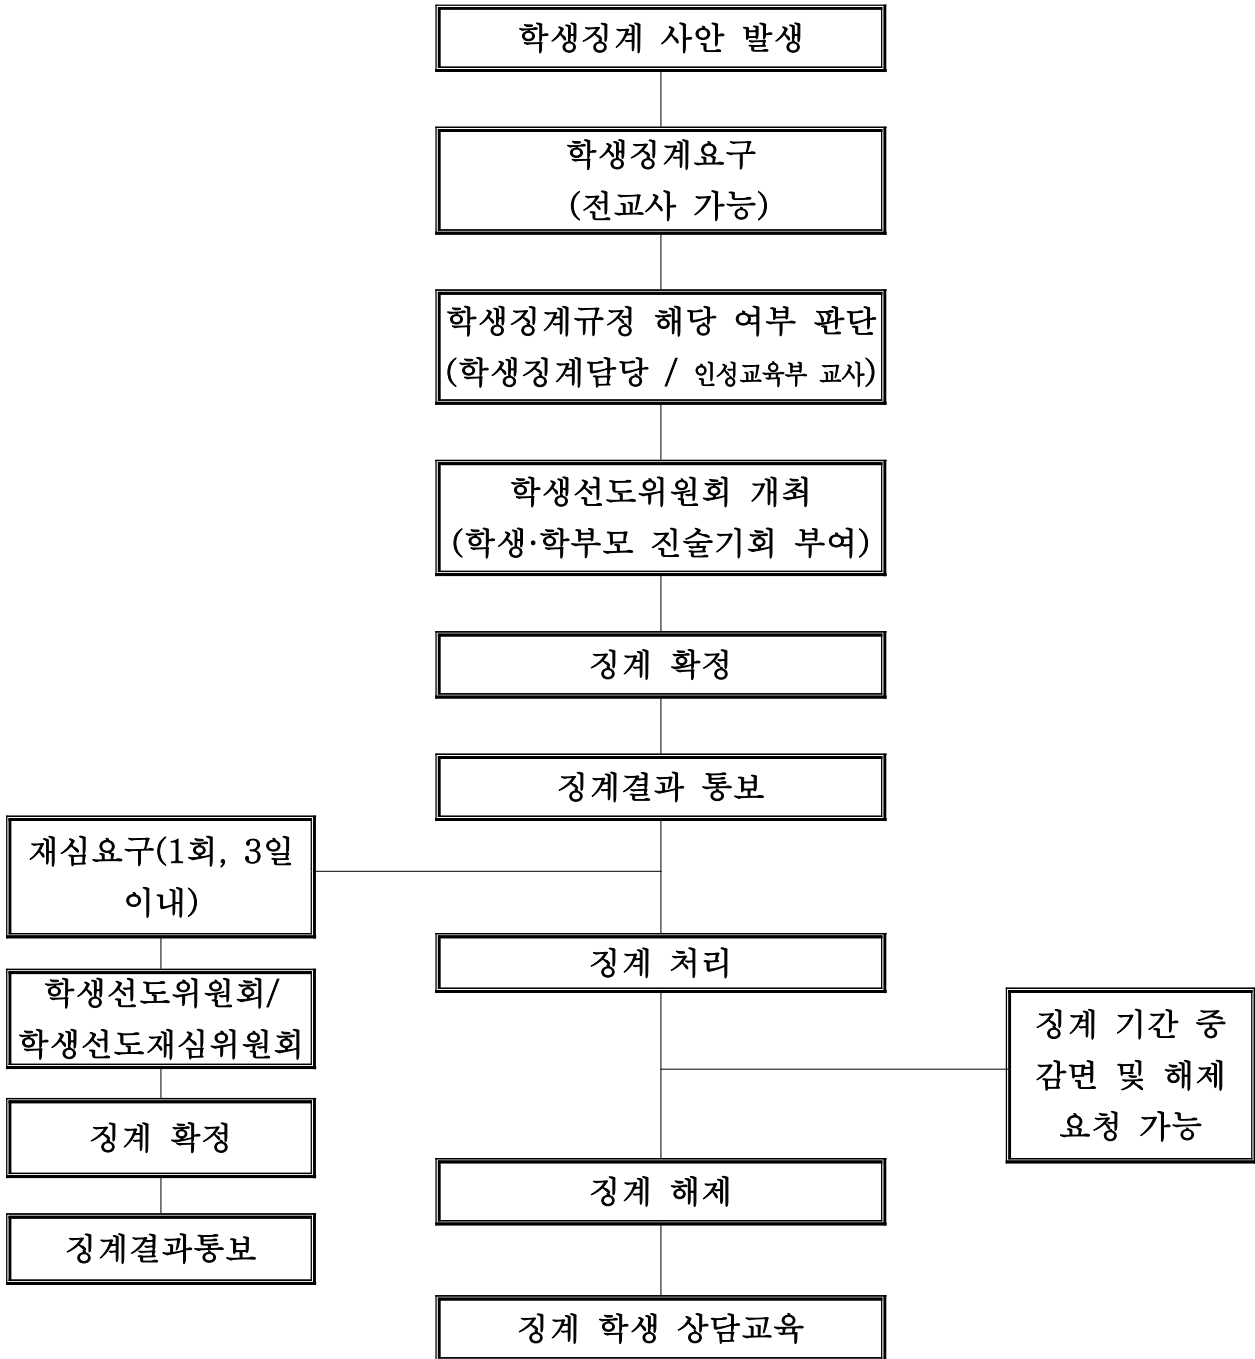 학생징계 사안 발생
학생징계요구
(전교사 가능)
학생징계규정 해당 여부 판단
(학생징계담당 / 인성교육부 교사)
학생선도위원회 개최
(학생·학부모 진술기회 부여)
징계 확정
징계결과 통보
재심요구(1회, 3일
이내)
학생선도위원회/
학생선도재심위원회
징계 확정
징계결과통보
징계 처리
징계 기간 중
감면 및 해제
요청 가능
징계 해제
징계 학생 상담교육